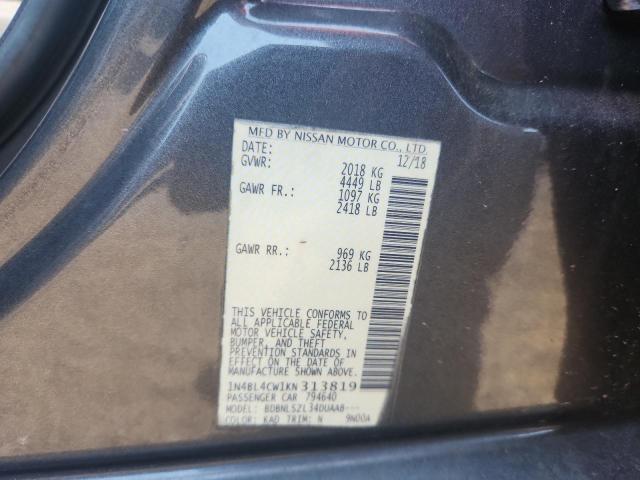 MFD BY NISSAN MOTOR CO., LTD.
DATE: 12/18
GVWR: 2018 KG
4449 LB
GAWR FR.: 1097 KG
2418 LB
GAWR RR.: 969 KG
2136 LB
THIS VEHICLE CONFORMS TO
ALL APPLICABLE FEDERAL
MOTOR VEHICLE SAFETY,
BUMPER, AND THEFT
PREVENTION STANDARDS IN
EFFECT ON THE DATE OF
MANUFACTURE SHOWN ABOVE.
1N4BL4CW1KN313819
PASSENGER CAR 794640
MODEL: BDBNLSZL34DUAAB---
COLOR: KAD TRIM: N 9N00A